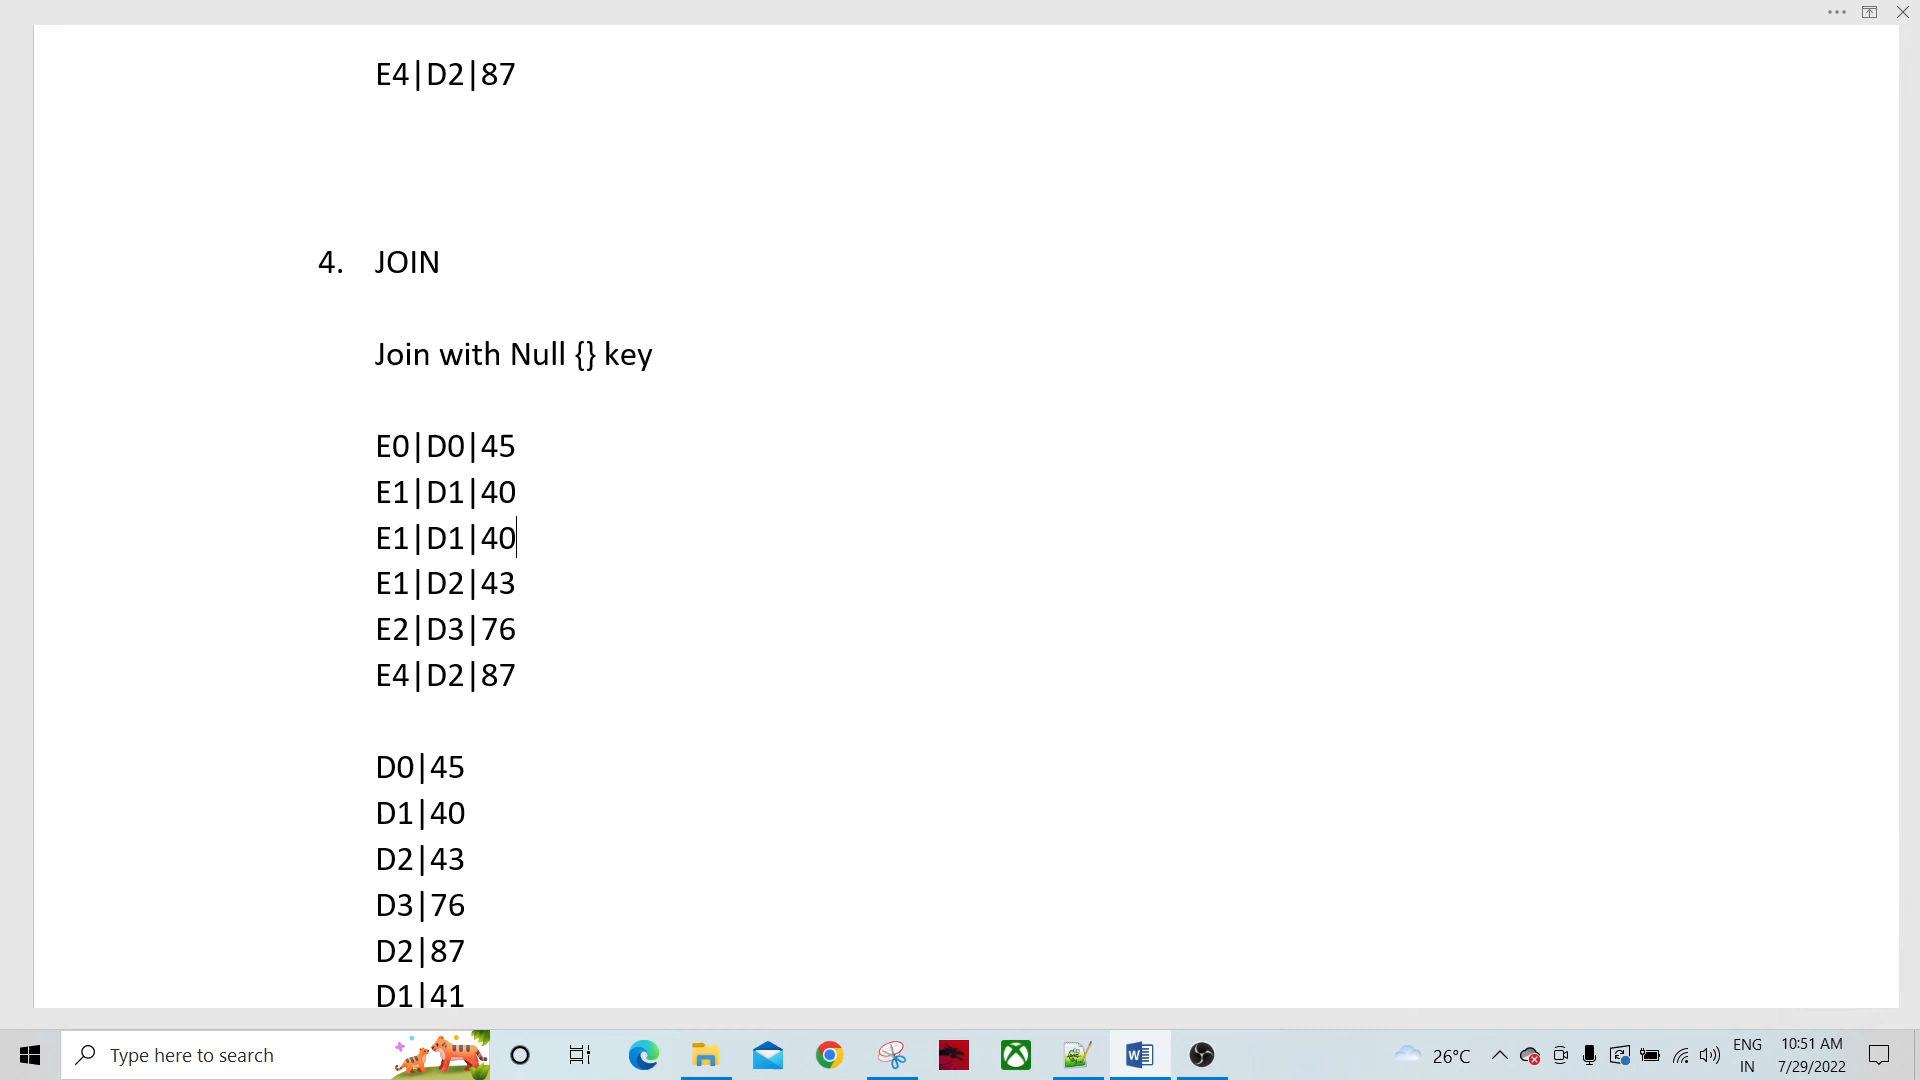 E4|D2|87
4. JOIN
Join with Null {} key
E0|D0|45
E1|D1|40
E1|D1|40
E1|D2|43
E2|D3|76
E4|D2|87
D0|45
D1|40
D2|43
D3|76
D2|87
D1|41
Type here to search
26°C
ENG
IN
10:51 AM
7/29/2022